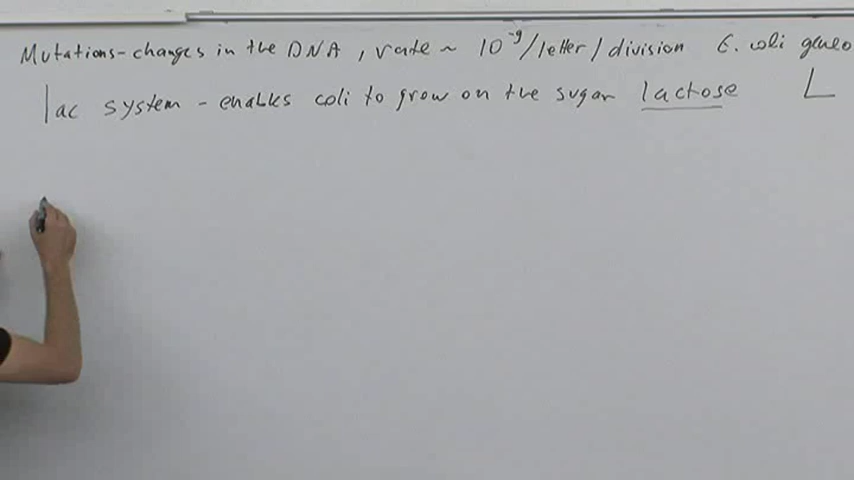 Mutations - changes in the DNA, rate ~ 10⁻⁹/letter/division E. coli geno
lac system - enables coli to grow on the sugar lactose L